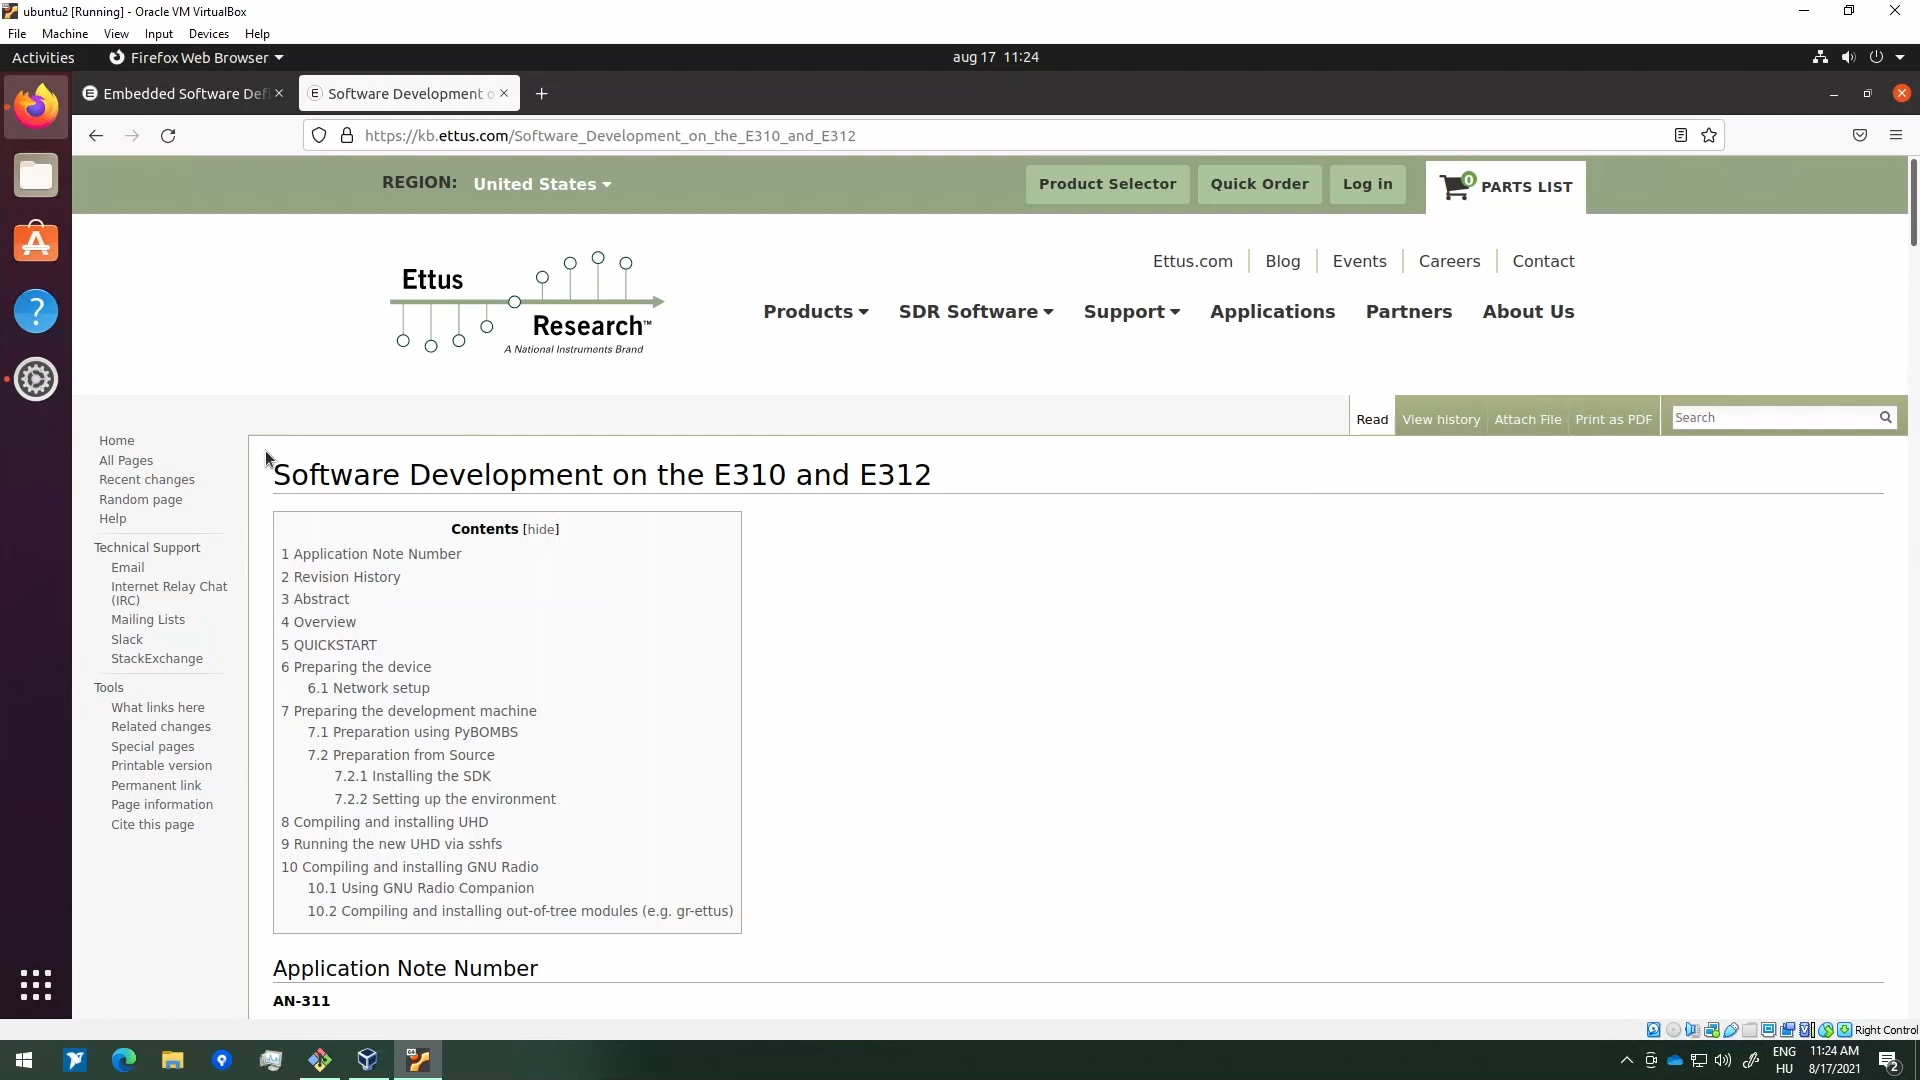 ubuntu2 [Running] - Oracle VM VirtualBox
File Machine View Input Devices Help
Activities Firefox Web Browser aug 17 11:24
Embedded Software Defi Software Development o
https://kb.ettus.com/Software_Development_on_the_E310_and_E312
REGION: United States Product Selector Quick Order Log in 0 PARTS LIST
Ettus.com Blog Events Careers Contact
Ettus
Research™
A National Instruments Brand
Products SDR Software Support Applications Partners About Us
Read View history Attach File Print as PDF Search
Home
All Pages
Recent changes
Random page
Help
Technical Support
Email
Internet Relay Chat
(IRC)
Mailing Lists
Slack
StackExchange
Tools
What links here
Related changes
Special pages
Printable version
Permanent link
Page information
Cite this page
Software Development on the E310 and E312
Contents [hide]
1 Application Note Number
2 Revision History
3 Abstract
4 Overview
5 QUICKSTART
6 Preparing the device
6.1 Network setup
7 Preparing the development machine
7.1 Preparation using PyBOMBS
7.2 Preparation from Source
7.2.1 Installing the SDK
7.2.2 Setting up the environment
8 Compiling and installing UHD
9 Running the new UHD via sshfs
10 Compiling and installing GNU Radio
10.1 Using GNU Radio Companion
10.2 Compiling and installing out-of-tree modules (e.g. gr-ettus)
Application Note Number
AN-311
Right Control
ENG 11:24 AM
HU 8/17/2021 2